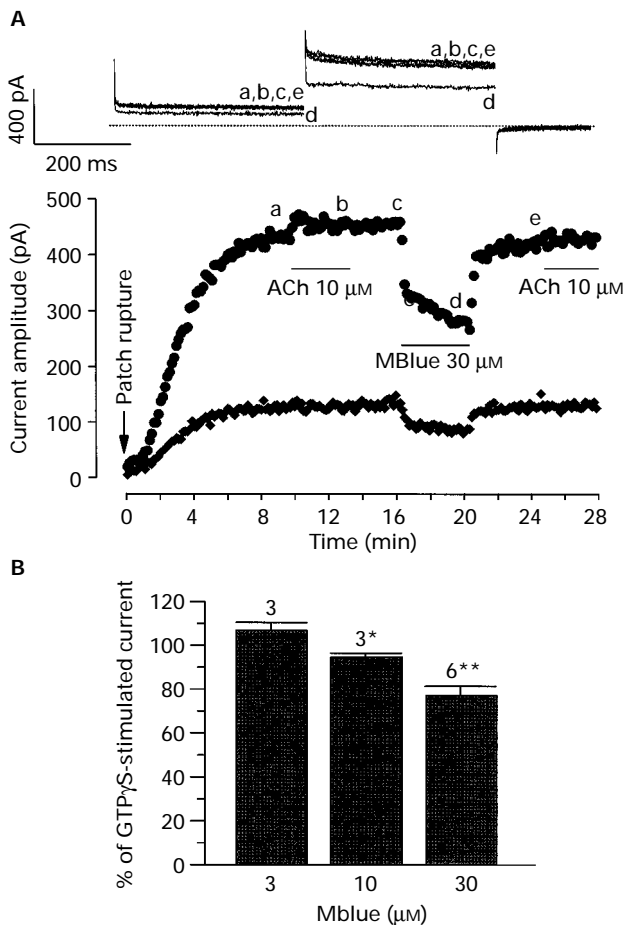 A
400 pA
200 ms
a,b,c,e
d
a,b,c,e
d
Current amplitude (pA)
500
400
300
200
100
0
Patch rupture
a
b
c
d
e
ACh 10 μM
MBlue 30 μM
ACh 10 μM
0 4 8 12 16 20 24 28
Time (min)
B
% of GTPγS-stimulated current
120
100
80
60
40
20
0
3
3*
6**
3 10 30
Mblue (μM)